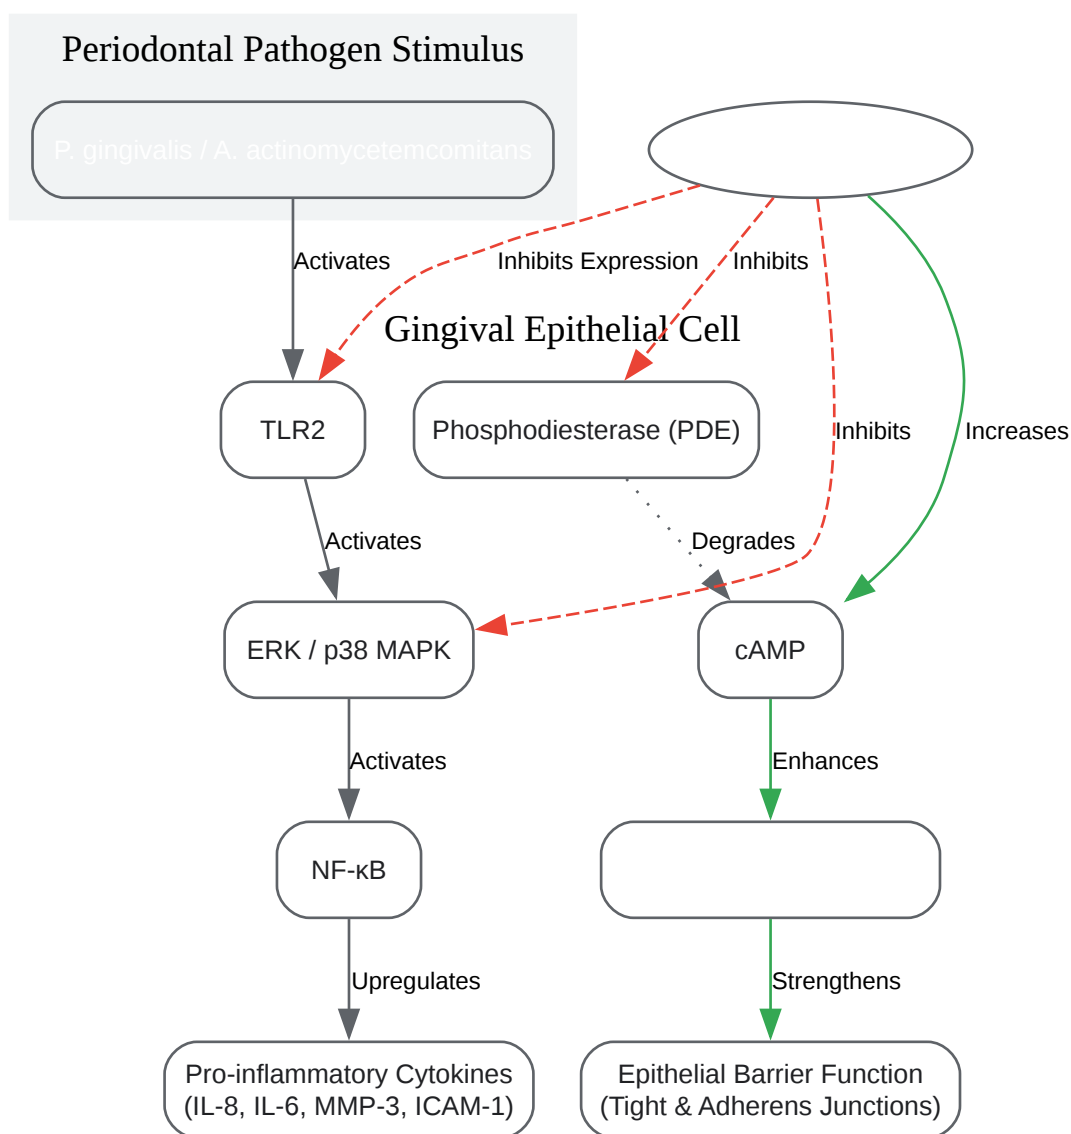 Periodontal Pathogen Stimulus
P. gingivalis / A. actinomycetemcomitans
Activates
Inhibits Expression
Inhibits
Gingival Epithelial Cell
TLR2
Phosphodiesterase (PDE)
Inhibits
Increases
Activates
Degrades
ERK / p38 MAPK
cAMP
Activates
Enhances
NF-κB
Upregulates
Strengthens
Pro-inflammatory Cytokines
(IL-8, IL-6, MMP-3, ICAM-1)
Epithelial Barrier Function
(Tight & Adherens Junctions)